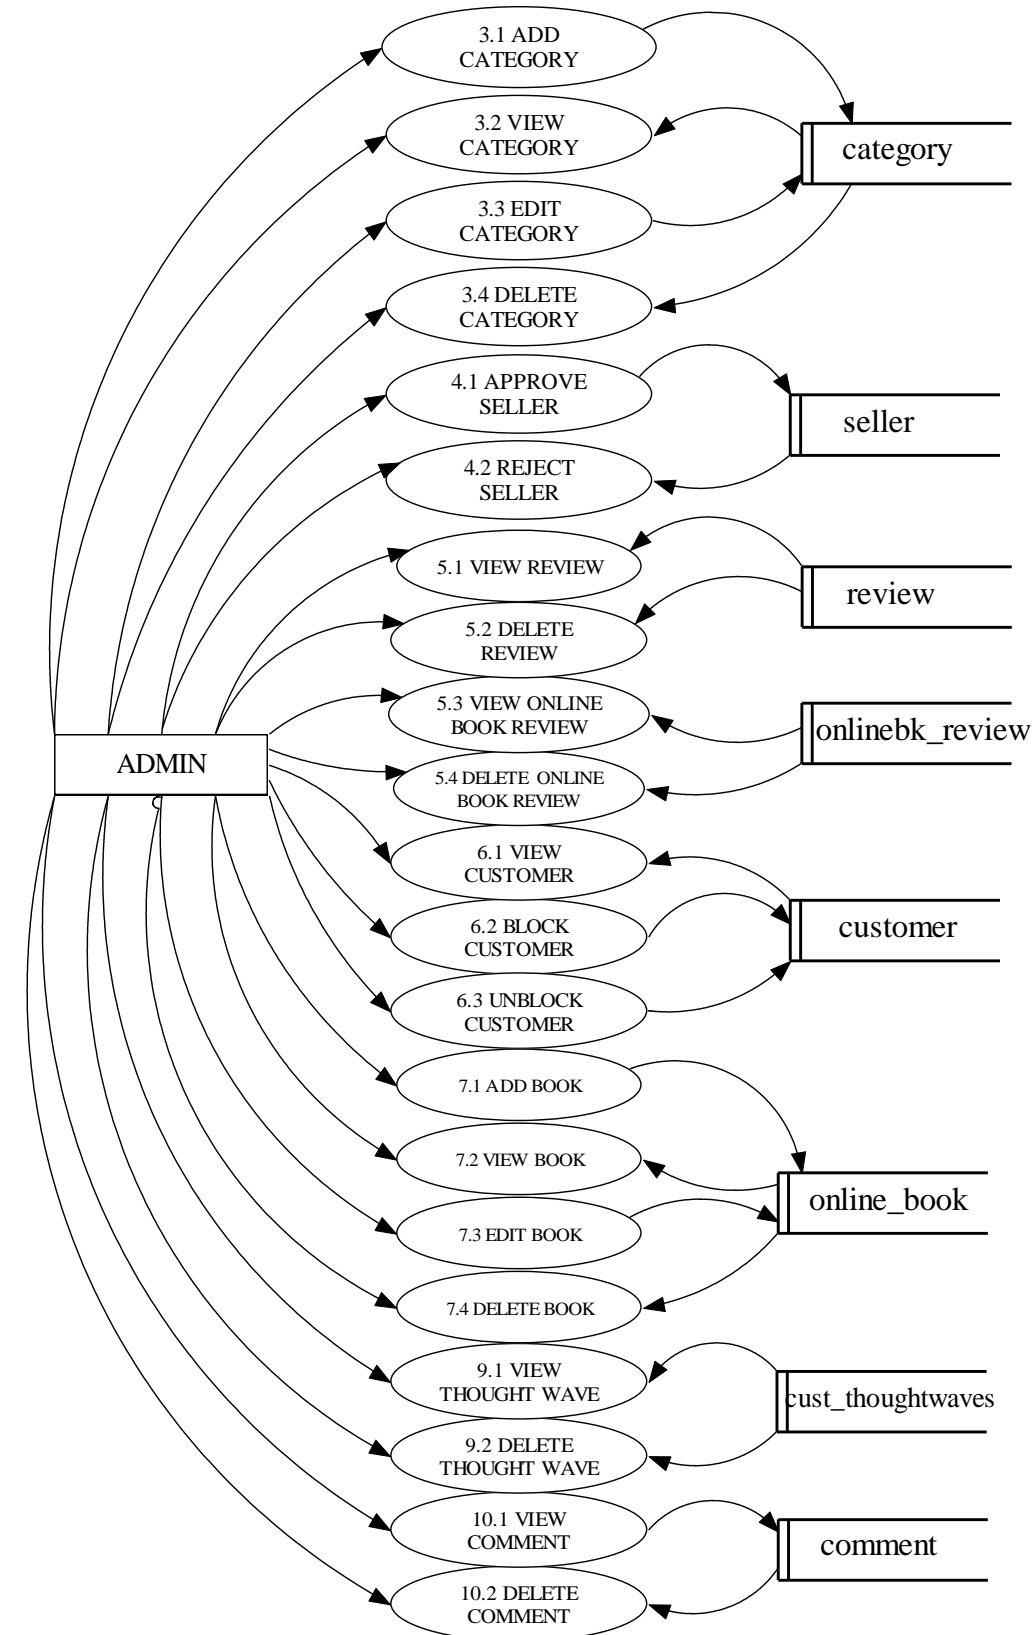 3.1 ADD
CATEGORY
3.2 VIEW
CATEGORY
category
3.3 EDIT
CATEGORY
3.4 DELETE
CATEGORY
4.1 APPROVE
SELLER
seller
4.2 REJECT
SELLER
5.1 VIEW REVIEW
review
5.2 DELETE
REVIEW
5.3 VIEW ONLINE
BOOK REVIEW
onlinebk_review
ADMIN
5.4 DELETE ONLINE
BOOK REVIEW
6.1 VIEW
CUSTOMER
6.2 BLOCK
CUSTOMER
customer
6.3 UNBLOCK
CUSTOMER
7.1 ADD BOOK
7.2 VIEW BOOK
online_book
7.3 EDIT BOOK
7.4 DELETE BOOK
9.1 VIEW
THOUGHT WAVE
cust_thoughtwaves
9.2 DELETE
THOUGHT WAVE
10.1 VIEW
COMMENT
comment
10.2 DELETE
COMMENT